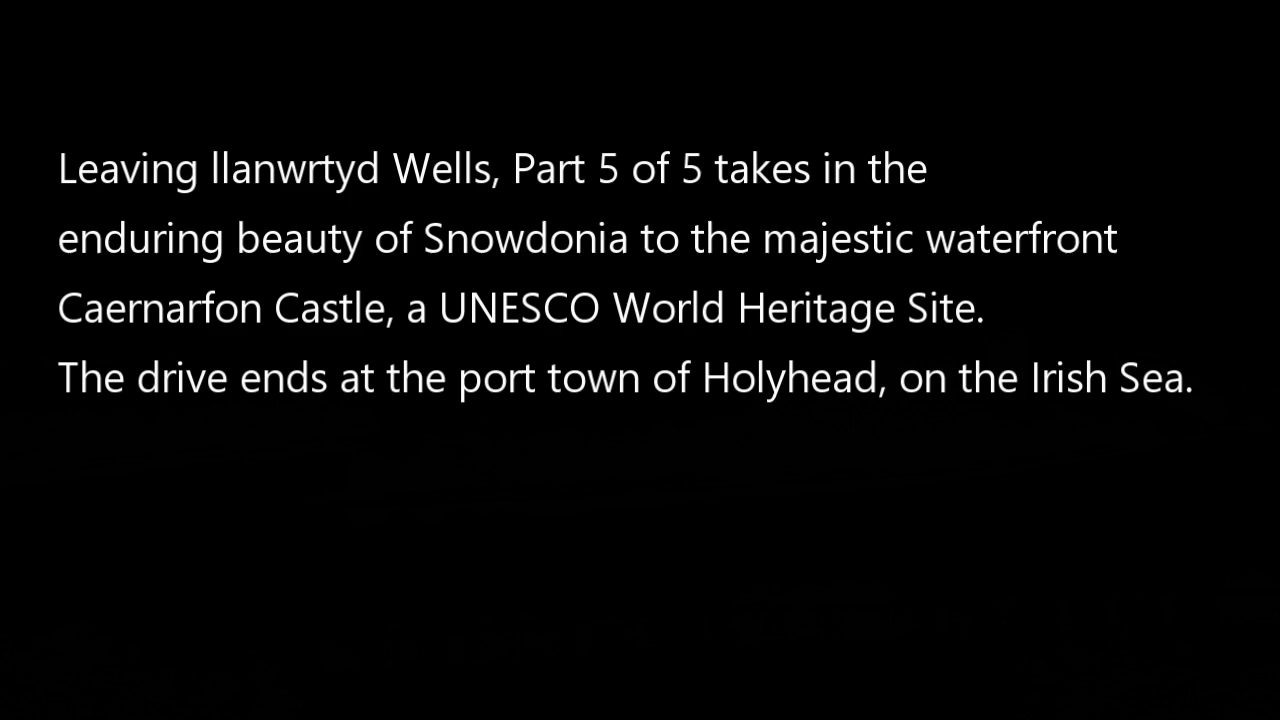 Leaving llanwrtyd Wells, Part 5 of 5 takes in the
enduring beauty of Snowdonia to the majestic waterfront
Caernarfon Castle, a UNESCO World Heritage Site.
The drive ends at the port town of Holyhead, on the Irish Sea.